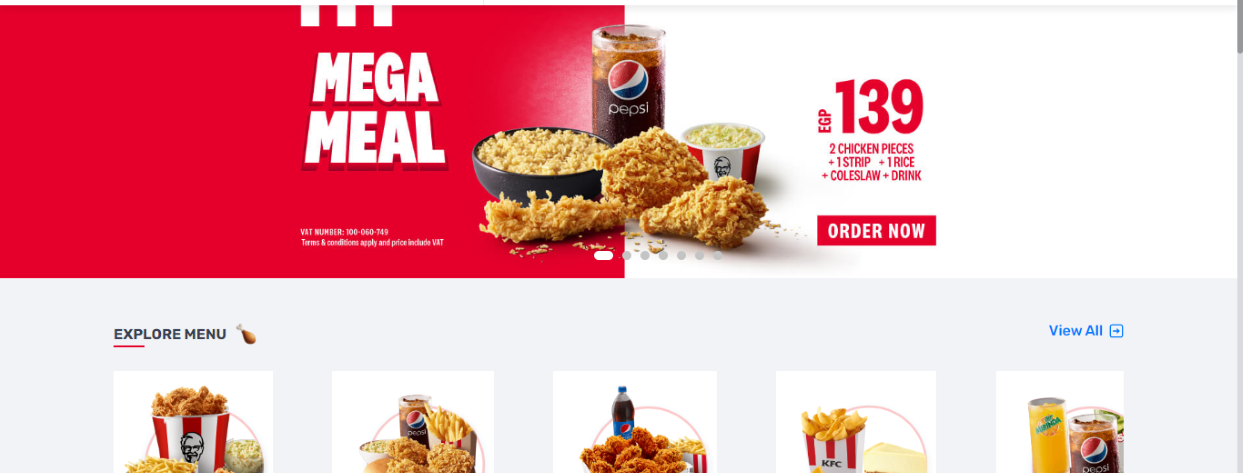 MEGA
MEAL
pepsi
EGP 139
2 CHICKEN PIECES
+ 1 STRIP + 1 RICE
+ COLESLAW + DRINK
ORDER NOW
VAT NUMBER: 100-060-749
Terms & conditions apply and price include VAT
EXPLORE MENU
View All
pepsi
KFC
pepsi